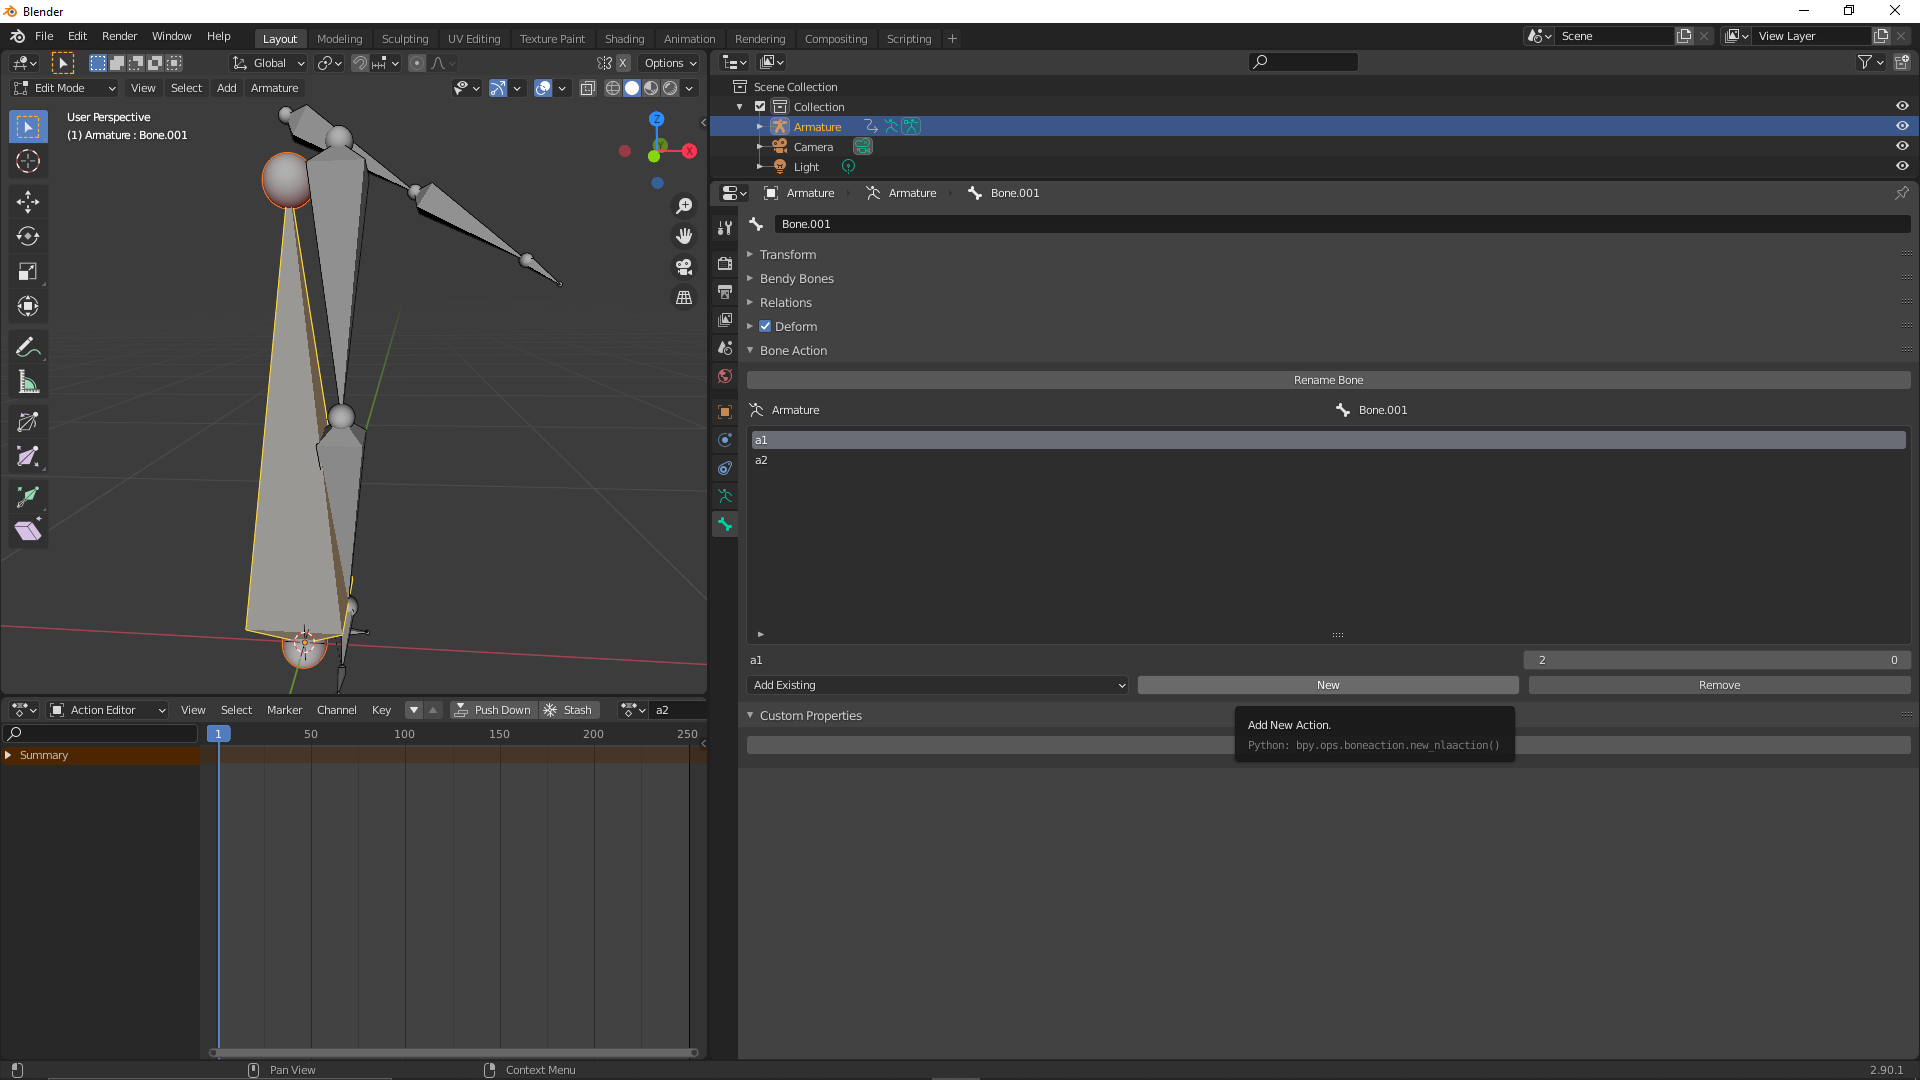 Blender
File Edit Render Window Help Layout Modeling Sculpting UV Editing Texture Paint Shading Animation Rendering Compositing Scripting + Scene View Layer
Global X Options
Edit Mode View Select Add Armature
User Perspective
(1) Armature : Bone.001
Z
Y
X
Scene Collection
Collection
Armature
Camera
Light
Armature Armature Bone.001
Bone.001
Transform
Bendy Bones
Relations
Deform
Bone Action
Rename Bone
Armature Bone.001
a1
a2
a1 2 0
Add Existing New Remove
Custom Properties
Add New Action.
Python: bpy.ops.boneaction.new_nlaaction()
Action Editor View Select Marker Channel Key Push Down Stash a2
1 50 100 150 200 250
Summary
Pan View Context Menu 2.90.1